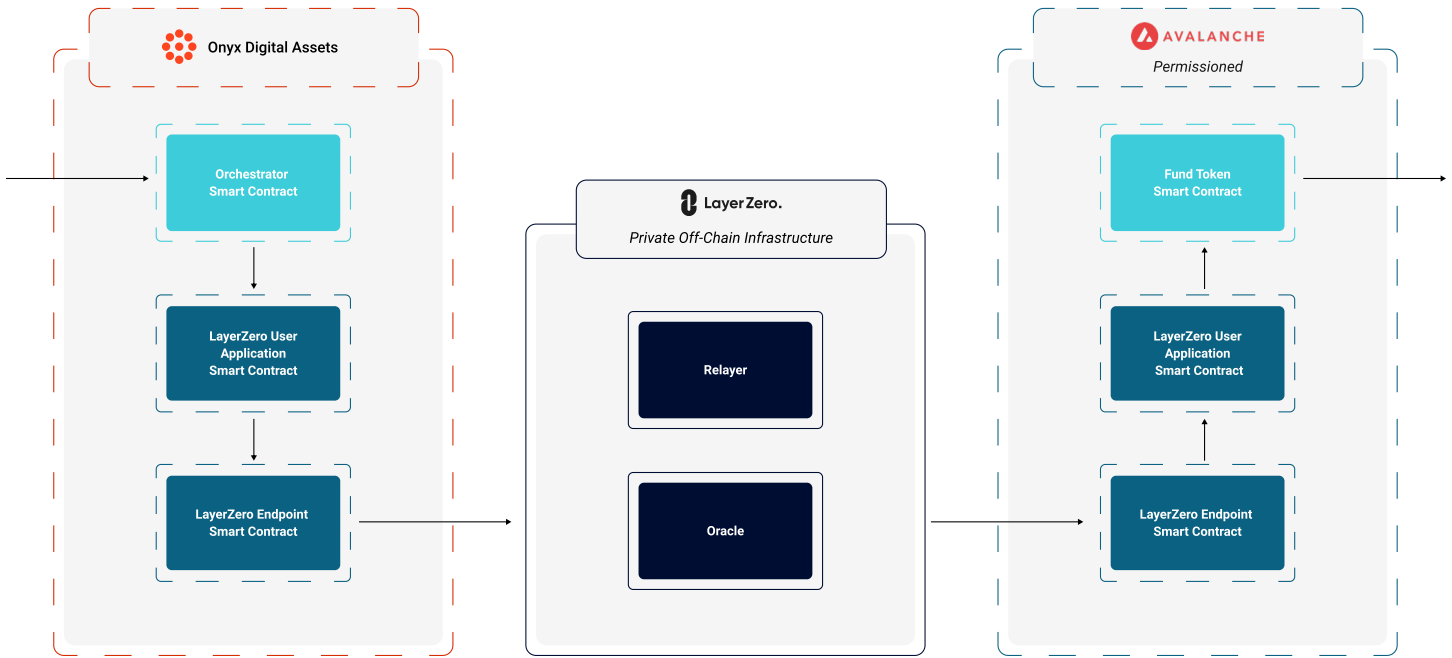 Onyx Digital Assets
Orchestrator
Smart Contract
LayerZero User
Application
Smart Contract
LayerZero Endpoint
Smart Contract
LayerZero.
Private Off-Chain Infrastructure
Relayer
Oracle
AVALANCHE
Permissioned
Fund Token
Smart Contract
LayerZero User
Application
Smart Contract
LayerZero Endpoint
Smart Contract